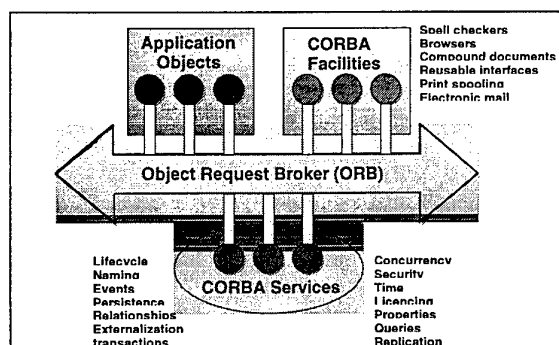 Application
Objects
CORBA
Facilities
Spell checkers
Browsers
Compound documents
Reusable interfaces
Print spooling
Electronic mail
Object Request Broker (ORB)
Lifecycle
Naming
Events
Persistence
Relationships
Externalization
transactions
CORBA Services
Concurrency
Security
Time
Licencing
Properties
Queries
Replication